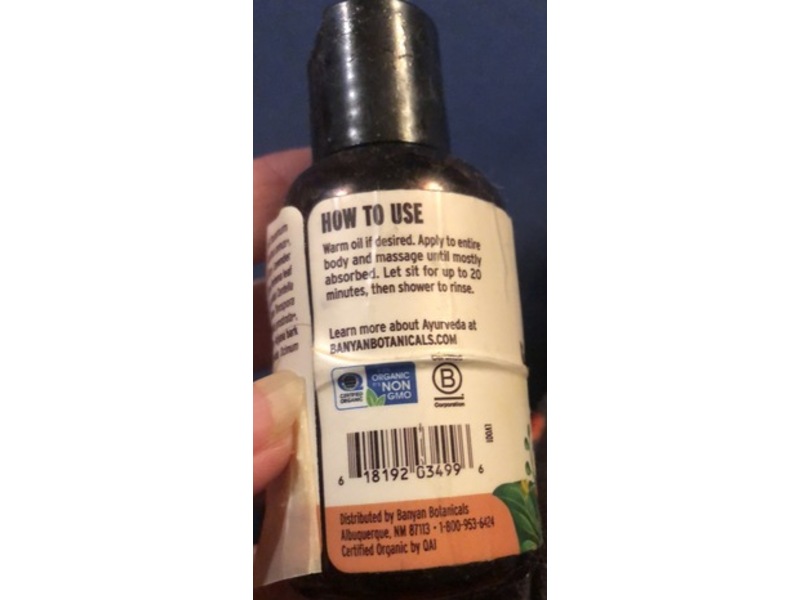 HOW TO USE
Warm oil if desired. Apply to entire
body and massage until mostly
absorbed. Let sit for up to 20
minutes, then shower to rinse.
Learn more about Ayurveda at
BANYANBOTANICALS.COM
CERTIFIED
ORGANIC
ORGANIC
NON
GMO
B
Corporation
6 18192 03499 6
Distributed by Banyan Botanicals
Albuquerque, NM 87113 · 1-800-953-6424
Certified Organic by QAI